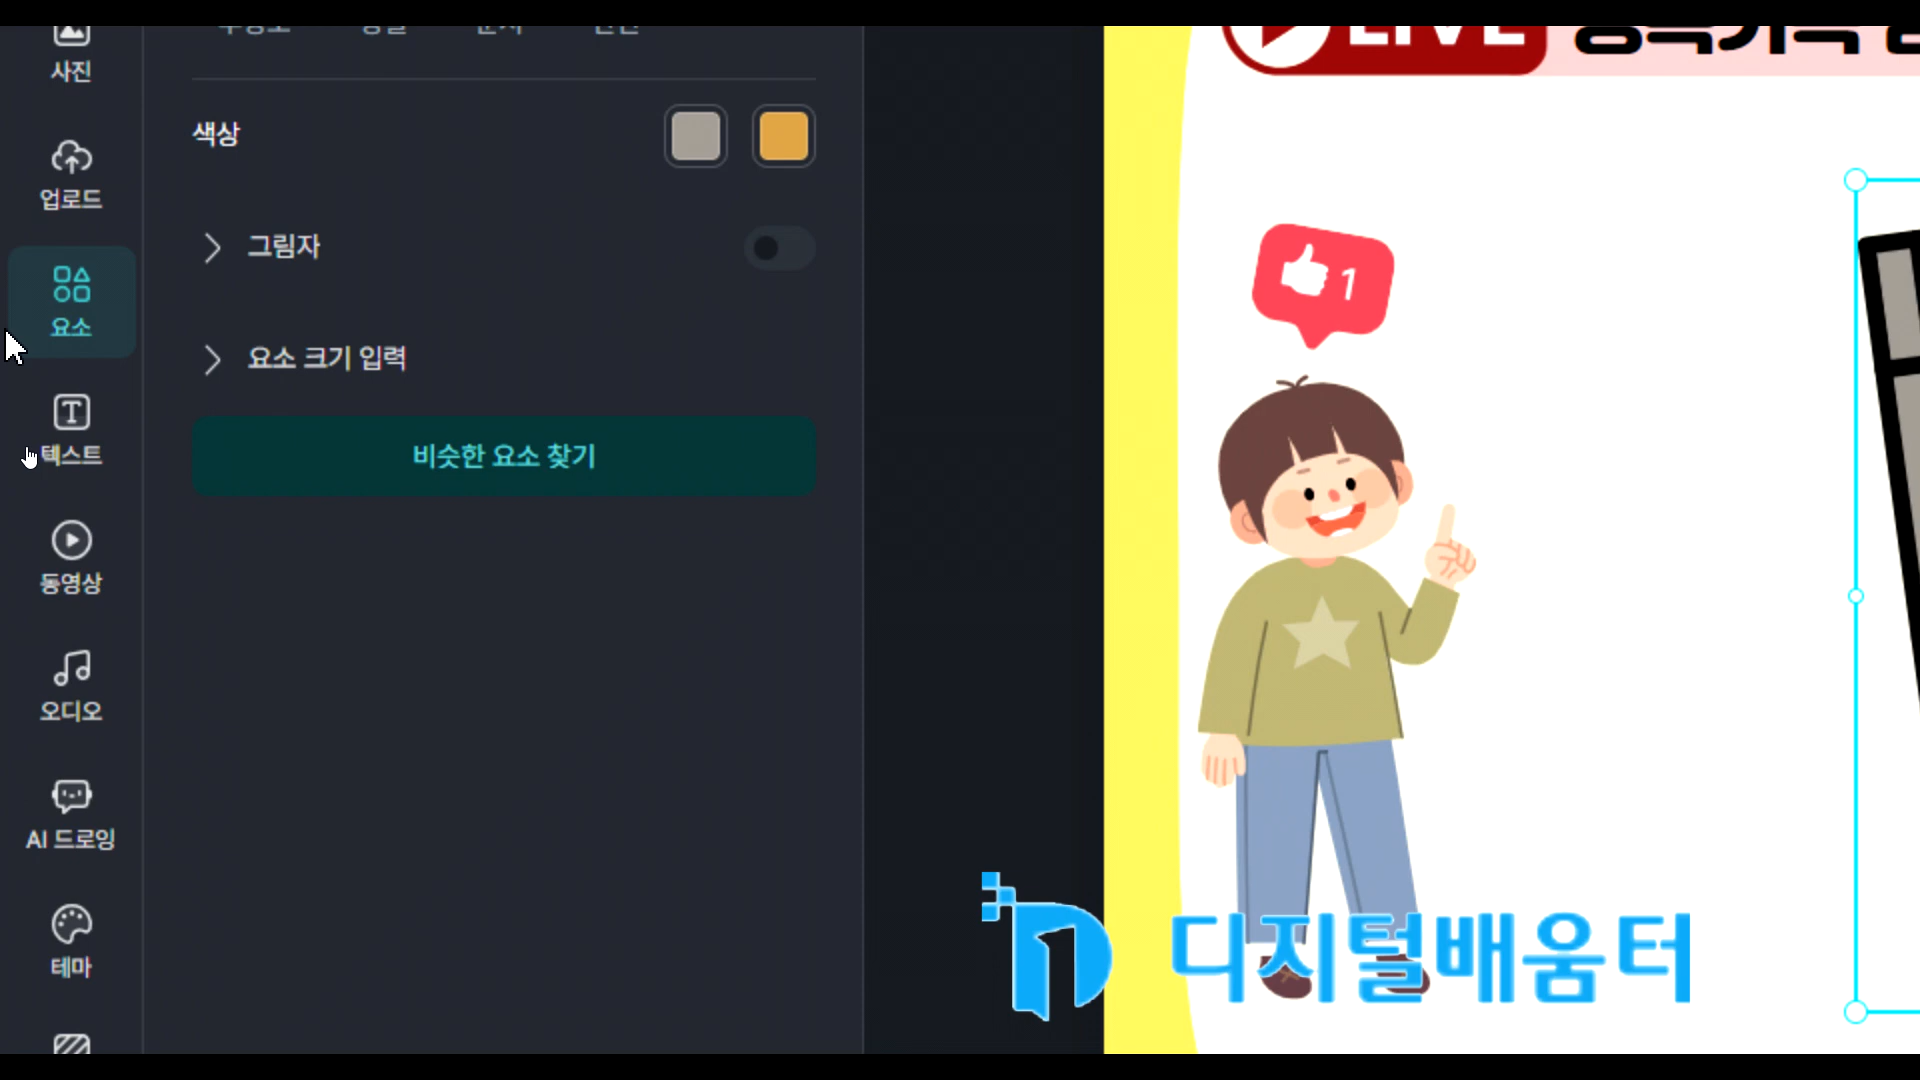 사진
업로드
요소
텍스트
동영상
오디오
AI 드로잉
테마
색상
그림자
요소 크기 입력
비슷한 요소 찾기
LIVE
1
디지털배움터